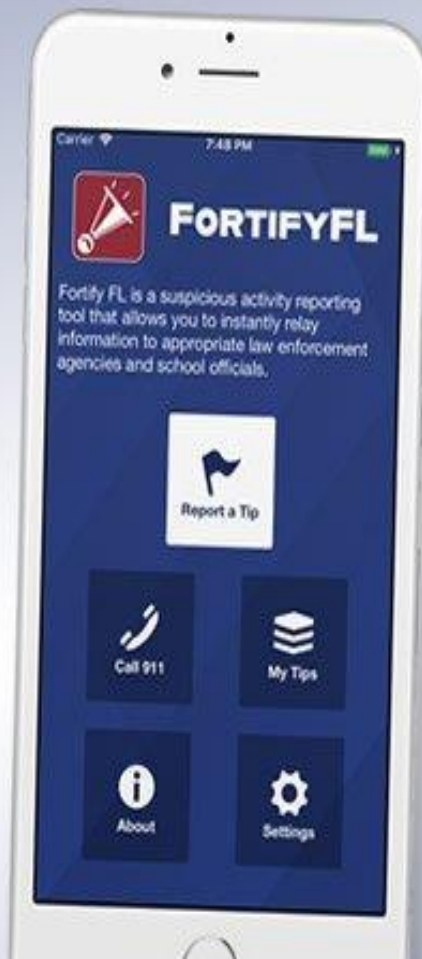 Carrier 7:48 PM
FORTIFYFL
Fortify FL is a suspicious activity reporting
tool that allows you to instantly relay
information to appropriate law enforcement
agencies and school officials.
Report a Tip
Call 911
My Tips
About
Settings